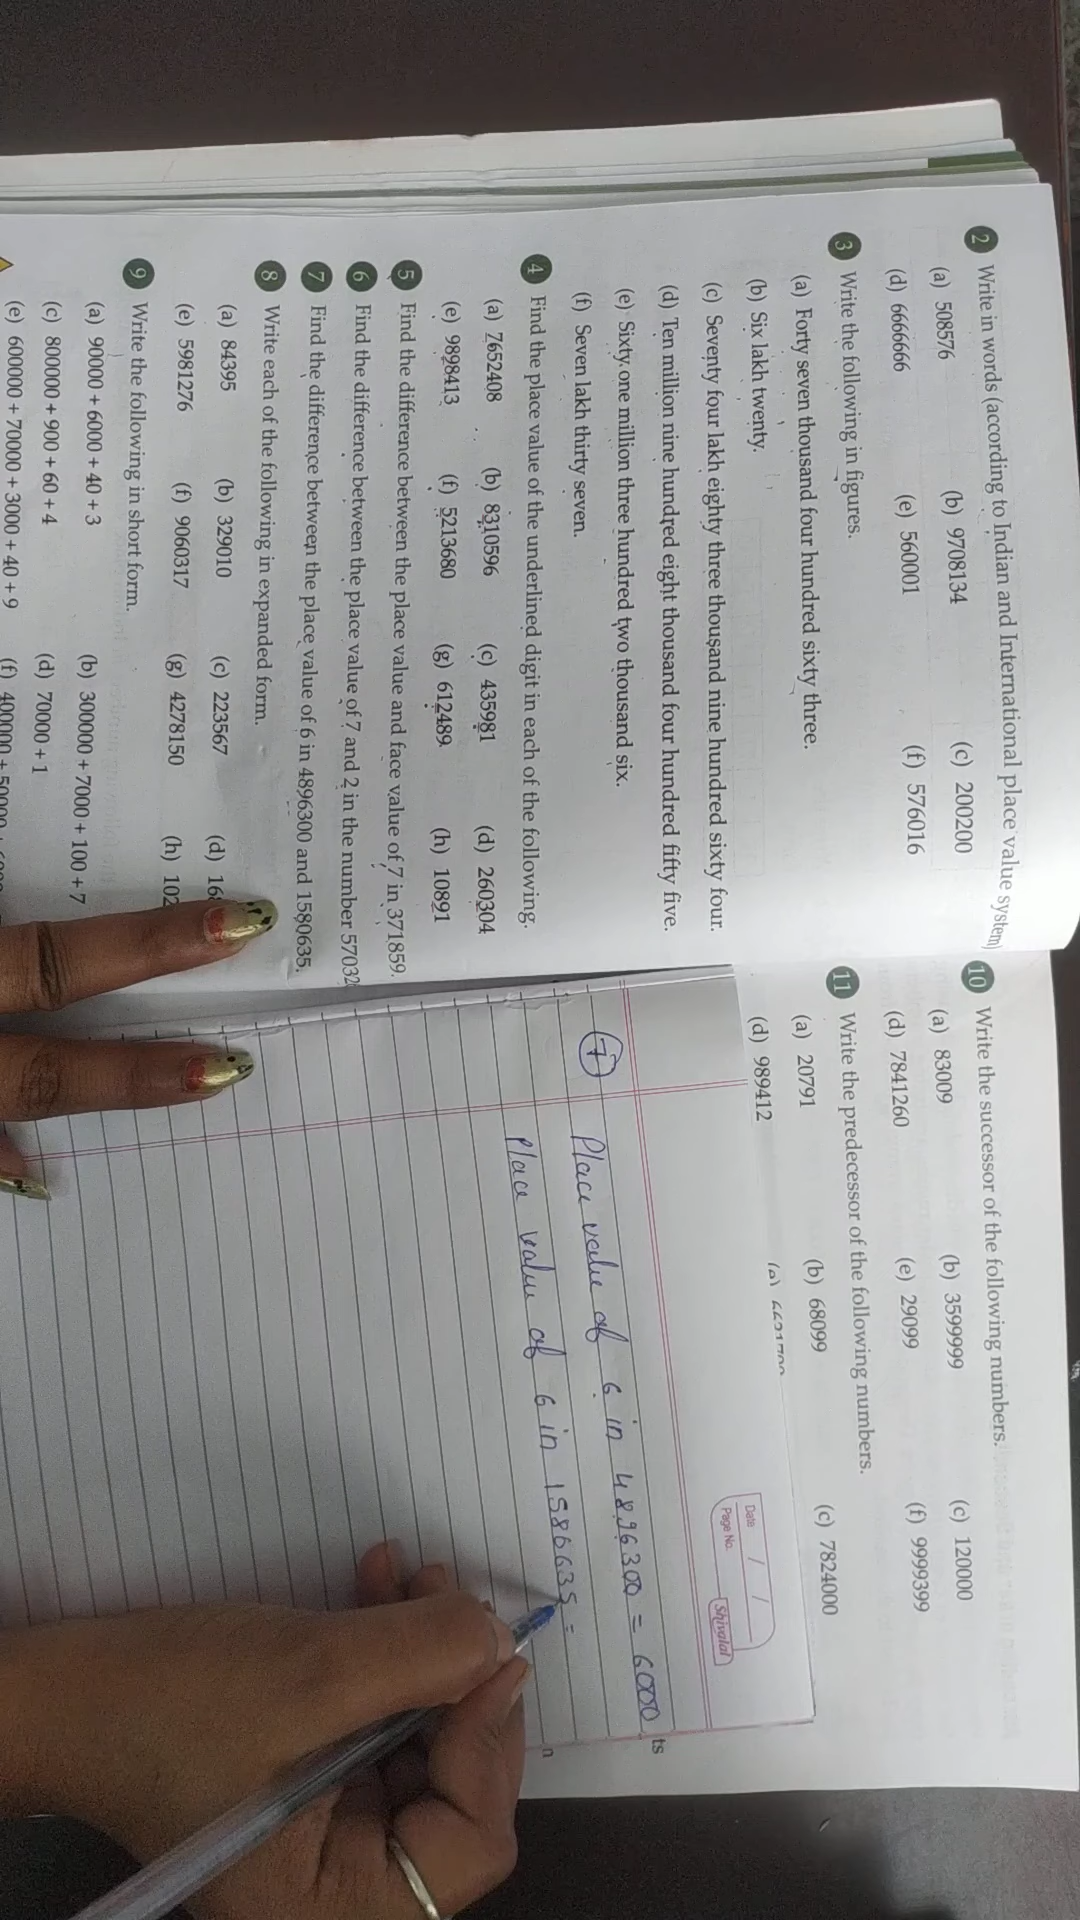 2 Write in words (according to Indian and International place value system)
(a) 508576 (b) 9708134 (c) 200200
(d) 6666666 (e) 560001 (f) 576016
3 Write the following in figures.
(a) Forty seven thousand four hundred sixty three.
(b) Six lakh twenty.
(c) Seventy four lakh eighty three thousand nine hundred sixty four.
(d) Ten million nine hundred eight thousand four hundred fifty five.
(e) Sixty one million three hundred two thousand six.
(f) Seven lakh thirty seven.
4 Find the place value of the underlined digit in each of the following.
(a) 7652408 (b) 8310596 (c) 435981 (d) 260304
(e) 9898413 (f) 5213680 (g) 612489 (h) 10891
5 Find the difference between the place value and face value of 7 in 371859.
6 Find the difference between the place value of 7 and 2 in the number 57032
7 Find the difference between the place value of 6 in 4896300 and 1580635.
8 Write each of the following in expanded form.
(a) 84395 (b) 329010 (c) 223567 (d) 168
(e) 5981276 (f) 9060317 (g) 4278150 (h) 102
9 Write the following in short form.
(a) 90000 + 6000 + 40 + 3 (b) 300000 + 7000 + 100 + 7
(c) 800000 + 900 + 60 + 4 (d) 70000 + 1
(e) 600000 + 70000 + 3000 + 40 + 9 (f) 400000 + 50000
10 Write the successor of the following numbers.
(a) 83009 (b) 3599999 (c) 120000
(d) 7841260 (e) 29099 (f) 9999399
11 Write the predecessor of the following numbers.
(a) 20791 (b) 68099 (c) 7824000
(d) 989412
Date / /
Page No.
Shivalal
ts
7 Place value of 6 in 4896300 = 6000
Place value of 6 in 1586635 =
n